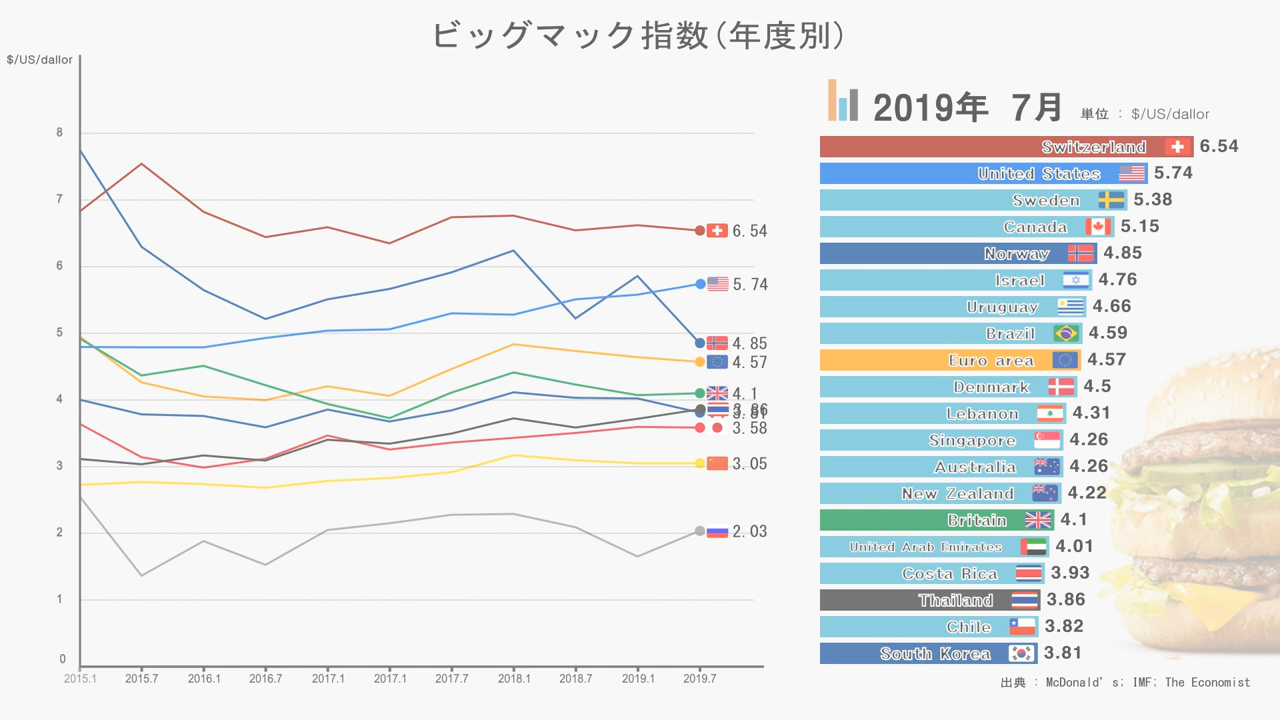 ビッグマック指数(年度別)
$/US/dallor
8
7
6
5
4
3
2
1
0
2015.1 2015.7 2016.1 2016.7 2017.1 2017.1 2017.7 2018.1 2018.7 2019.1 2019.7
6.54
5.74
4.85
4.57
4.1
3.86
3.81
3.58
3.05
2.03
2019年 7月 単位 : $/US/dallor
Switzerland 6.54
United States 5.74
Sweden 5.38
Canada 5.15
Norway 4.85
Israel 4.76
Uruguay 4.66
Brazil 4.59
Euro area 4.57
Denmark 4.5
Lebanon 4.31
Singapore 4.26
Australia 4.26
New Zealand 4.22
Britain 4.1
United Arab Emirates 4.01
Costa Rica 3.93
Thailand 3.86
Chile 3.82
South Korea 3.81
出典 : McDonald's; IMF; The Economist